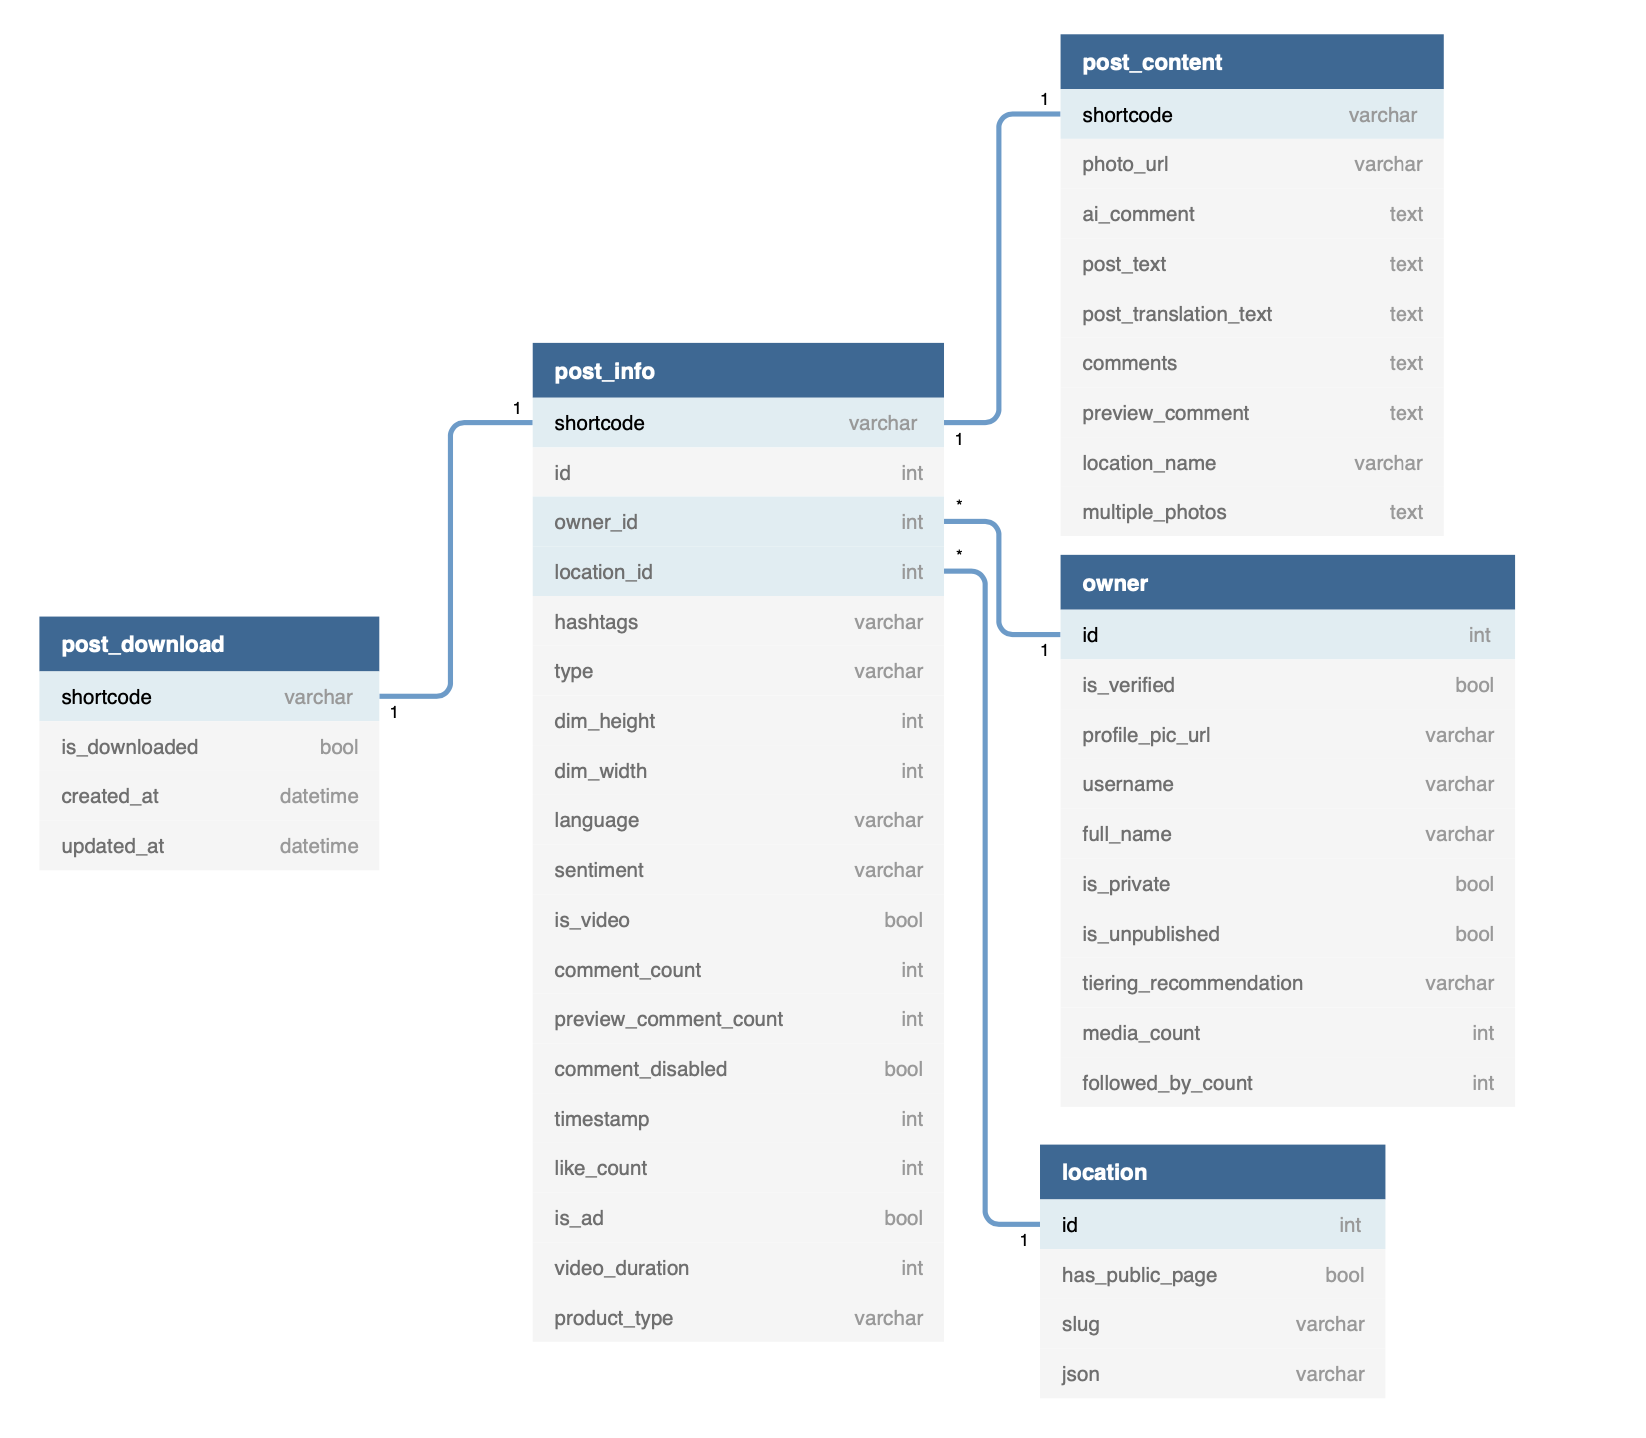 post_content
1
shortcode varchar
photo_url varchar
ai_comment text
post_text text
post_translation_text text
comments text
preview_comment text
location_name varchar
multiple_photos text
post_info
1
shortcode varchar
1
id int
*
owner_id int
*
location_id int
hashtags varchar
type varchar
dim_height int
dim_width int
language varchar
sentiment varchar
is_video bool
comment_count int
preview_comment_count int
comment_disabled bool
timestamp int
like_count int
is_ad bool
video_duration int
product_type varchar
owner
id int
1
is_verified bool
profile_pic_url varchar
username varchar
full_name varchar
is_private bool
is_unpublished bool
tiering_recommendation varchar
media_count int
followed_by_count int
post_download
shortcode varchar
1
is_downloaded bool
created_at datetime
updated_at datetime
location
id int
1
has_public_page bool
slug varchar
json varchar